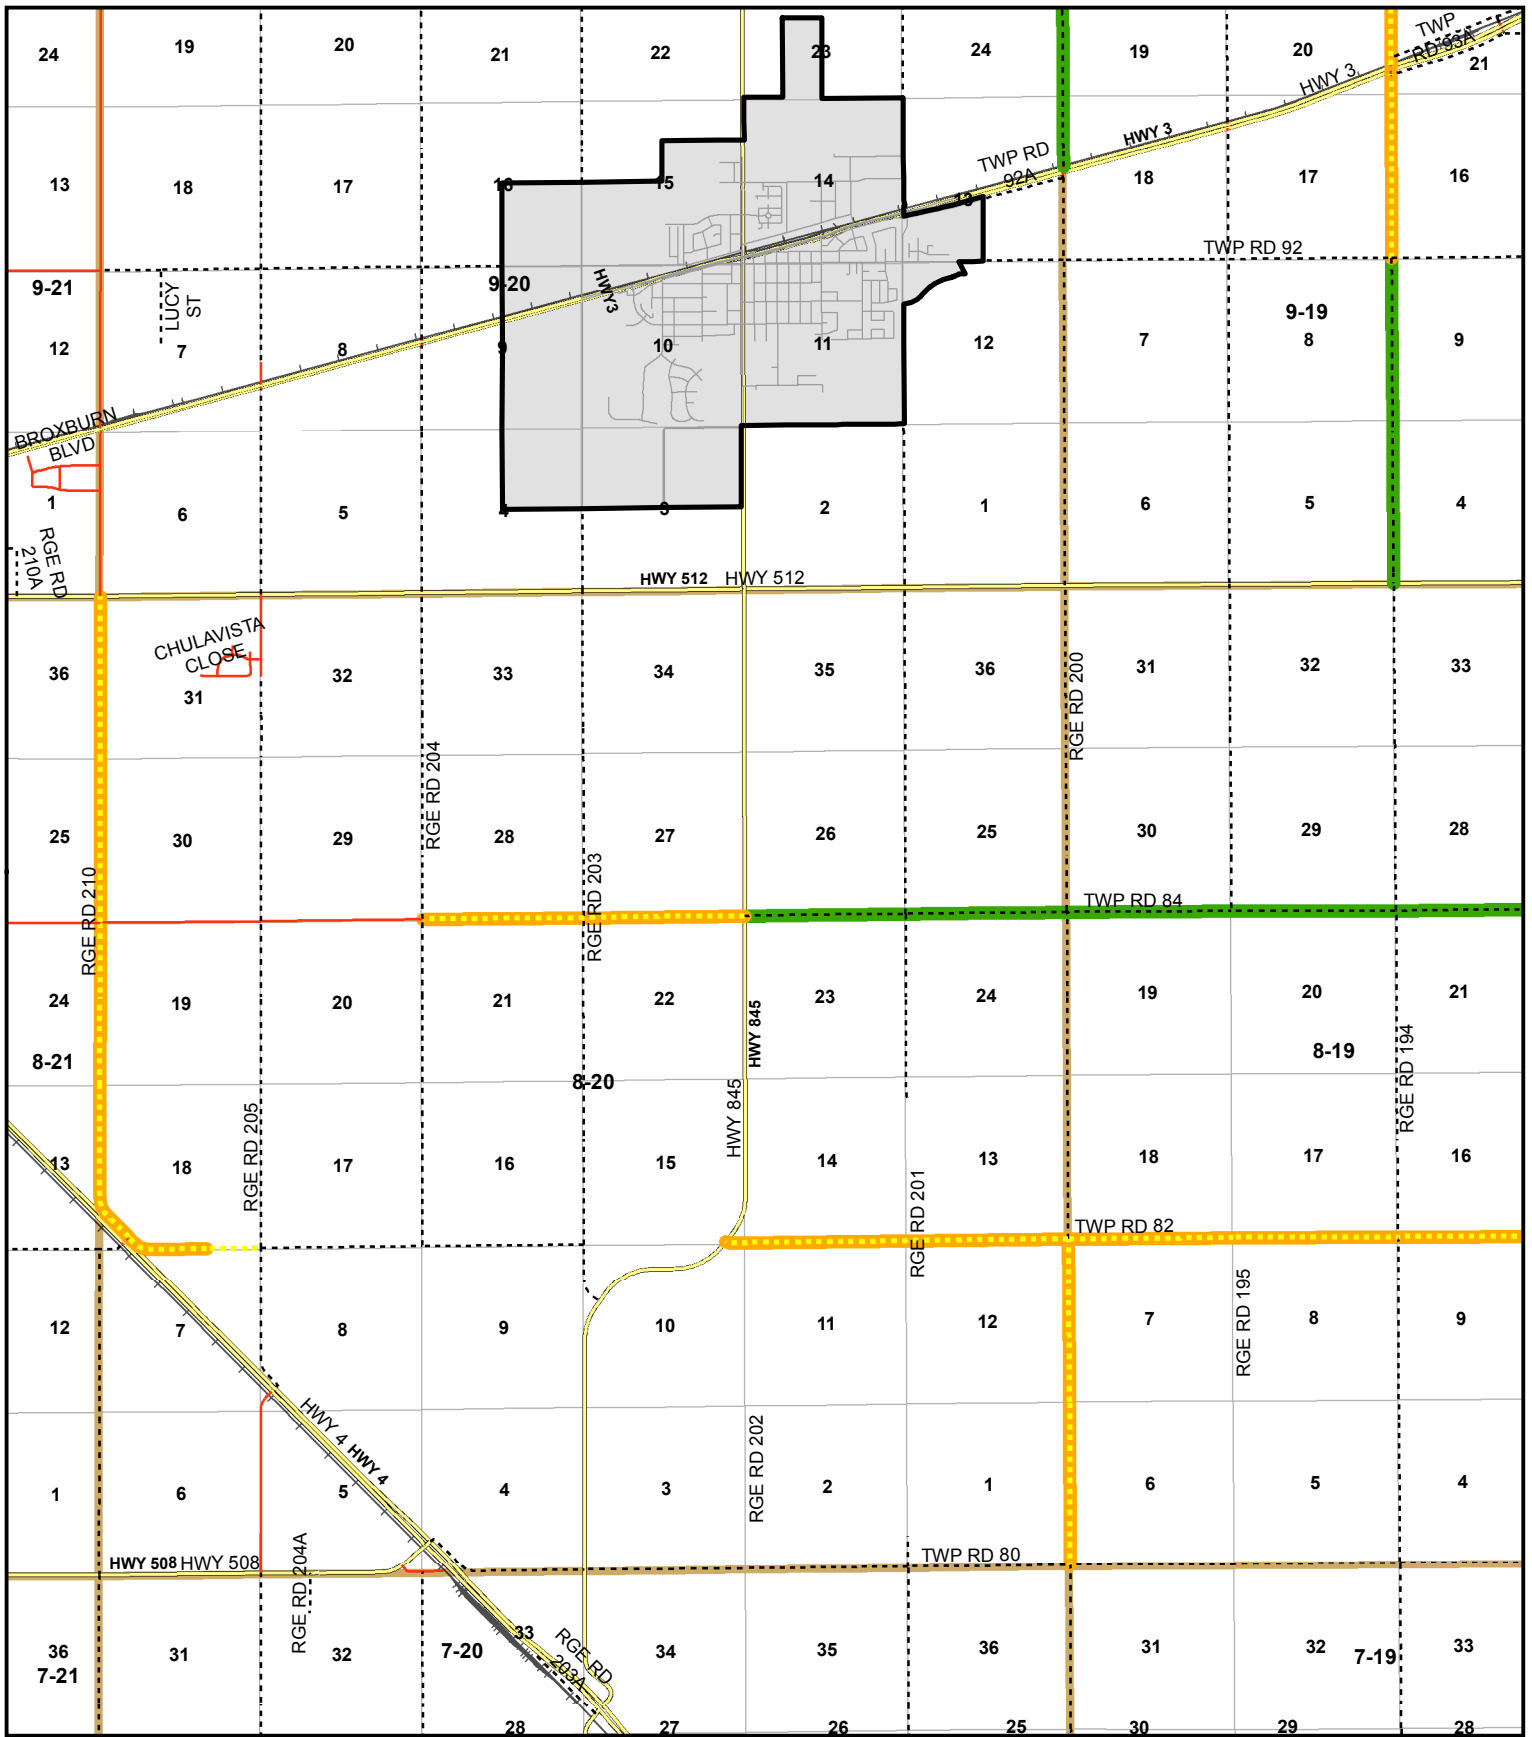 24 19 20 21 22 23 24 19 20 21
TWP
RD 93A
HWY 3
HWY 3
TWP RD
92A
13 18 17 16 15 14 13 18 17 16
TWP RD 92
9-21 9-20 9-19
LUCY
ST
HWY3
12 7 8 9 10 11 12 7 8 9
BROXBURN
BLVD
1 6 5 4 3 2 1 6 5 4
RGE RD
210A
HWY 512 HWY 512
CHULAVISTA
CLOSE
36 31 32 33 34 35 36 31 32 33
RGE RD 200
RGE RD 204
25 30 29 28 27 26 25 30 29 28
RGE RD 210
RGE RD 203
TWP RD 84
24 19 20 21 22 23 24 19 20 21
HWY 845
8-21 8-20 8-19
RGE RD 194
HWY 845
RGE RD 205
13 18 17 16 15 14 13 18 17 16
RGE RD 201
TWP RD 82
RGE RD 195
12 7 8 9 10 11 12 7 8 9
HWY 4
HWY 4
RGE RD 202
1 6 5 4 3 2 1 6 5 4
HWY 508 HWY 508
RGE RD 204A
TWP RD 80
36 31 32 33 34 35 36 31 32 33
RGE RD
203A
7-21 7-20 7-19
28 27 26 25 30 29 28